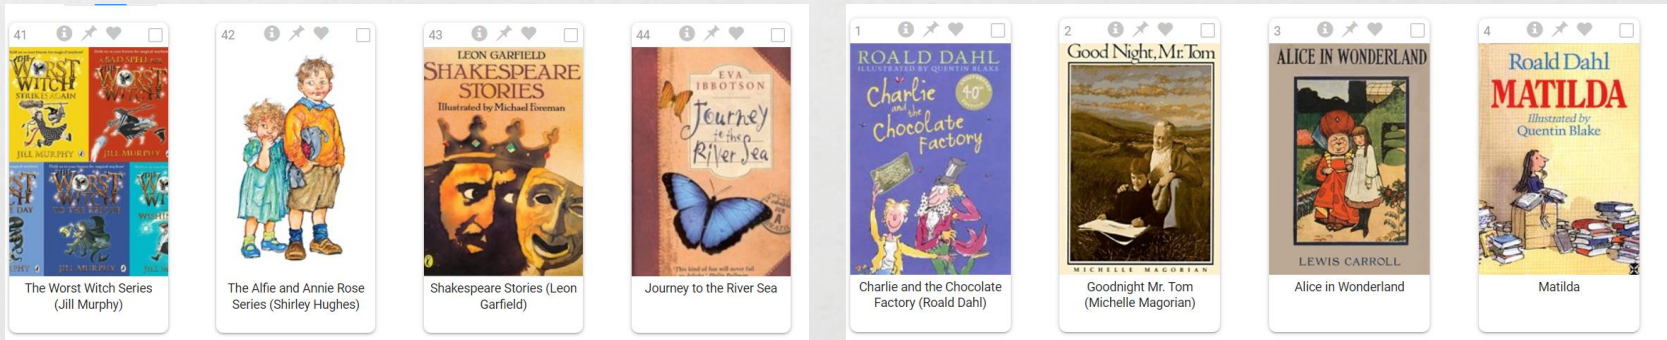 41
THE WORST WITCH STRIKES AGAIN
JILL MURPHY
A BAD SPELL FOR THE WORST WITCH
JILL MURPHY
JILL MURPHY
The Worst Witch Series
(Jill Murphy)
42
The Alfie and Annie Rose
Series (Shirley Hughes)
43
LEON GARFIELD
SHAKESPEARE
STORIES
Illustrated by Michael Foreman
Shakespeare Stories (Leon
Garfield)
44
EVA
IBBOTSON
Journey
to the
River Sea
Journey to the River Sea
1
ROALD DAHL
ILLUSTRATED BY QUENTIN BLAKE
Charlie
and the
Chocolate
Factory
40
Charlie and the Chocolate
Factory (Roald Dahl)
2
Good Night, Mr. Tom
MICHELLE MAGORIAN
Goodnight Mr. Tom
(Michelle Magorian)
3
ALICE IN WONDERLAND
LEWIS CARROLL
Alice in Wonderland
4
Roald Dahl
MATILDA
Illustrated by
Quentin Blake
Matilda